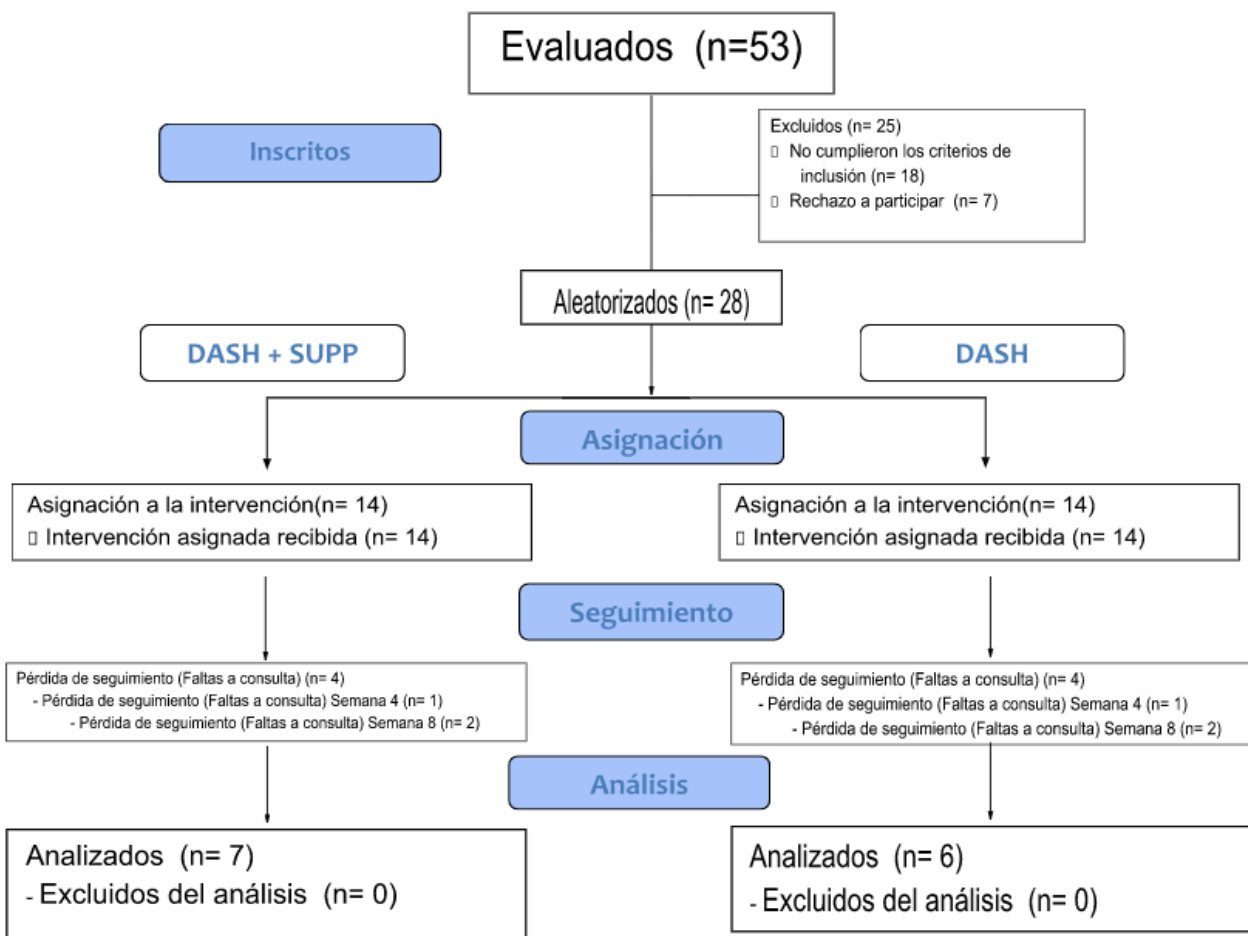 Evaluados (n=53)
Inscritos
Excluidos (n= 25)
▯ No cumplieron los criterios de
inclusión (n= 18)
▯ Rechazo a participar (n= 7)
Aleatorizados (n= 28)
DASH + SUPP
DASH
Asignación
Asignación a la intervención(n= 14)
▯ Intervención asignada recibida (n= 14)
Asignación a la intervención(n= 14)
▯ Intervención asignada recibida (n= 14)
Seguimiento
Pérdida de seguimiento (Faltas a consulta) (n= 4)
- Pérdida de seguimiento (Faltas a consulta) Semana 4 (n= 1)
- Pérdida de seguimiento (Faltas a consulta) Semana 8 (n= 2)
Pérdida de seguimiento (Faltas a consulta) (n= 4)
- Pérdida de seguimiento (Faltas a consulta) Semana 4 (n= 1)
- Pérdida de seguimiento (Faltas a consulta) Semana 8 (n= 2)
Análisis
Analizados (n= 7)
- Excluidos del análisis (n= 0)
Analizados (n= 6)
- Excluidos del análisis (n= 0)